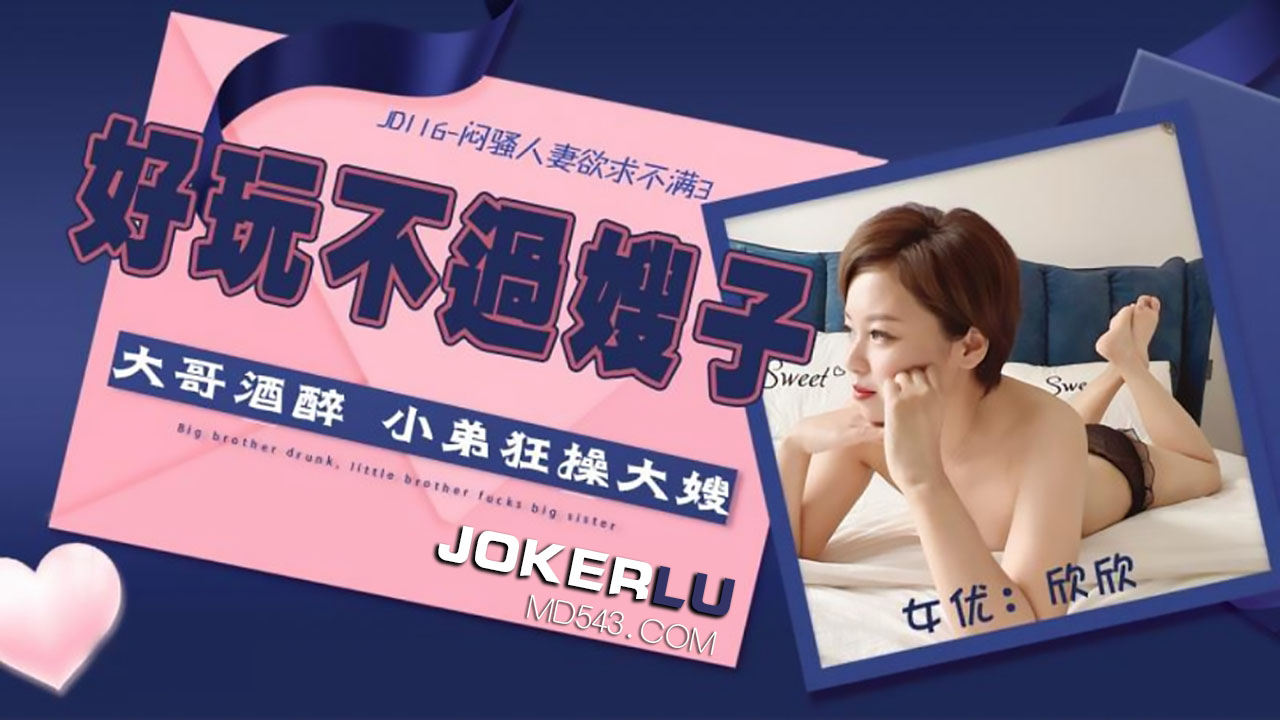 JD116-闷骚人妻欲求不满3
好玩不過嫂子
大哥酒醉 小弟狂操大嫂
Big brother drunk, little brother fucks big sister
JOKERLU
MD543.COM
Sweet
Swe
女优：欣欣